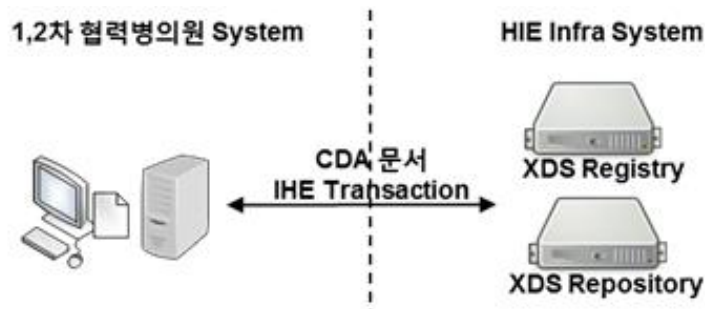 1,2차 협력병의원 System
HIE Infra System
CDA 문서
IHE Transaction
XDS Registry
XDS Repository